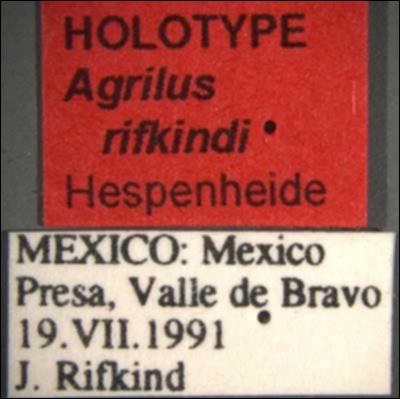 HOLOTYPE
Agrilus
rifkindi
Hespenheide
MEXICO: Mexico
Presa, Valle de Bravo
19.VII.1991
J. Rifkind